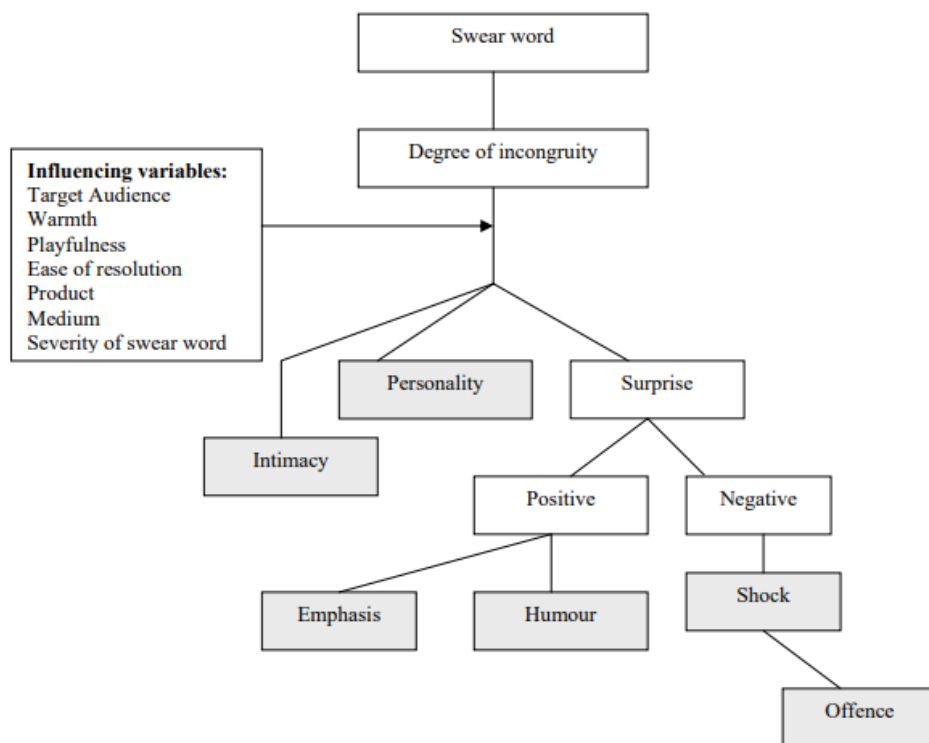 Swear word
Degree of incongruity
Influencing variables:
Target Audience
Warmth
Playfulness
Ease of resolution
Product
Medium
Severity of swear word
Personality
Surprise
Intimacy
Positive
Negative
Emphasis
Humour
Shock
Offence